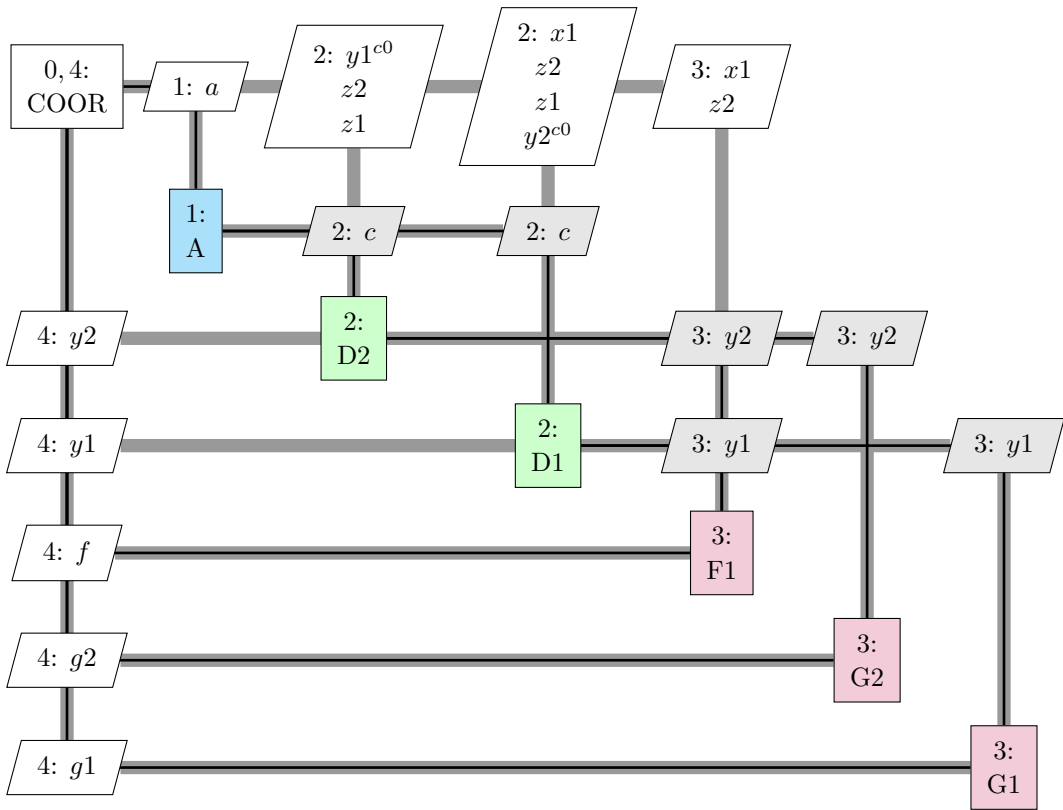 0, 4:
COOR
1: a
2: y1^{c0}
z2
z1
2: x1
z2
z1
y2^{c0}
3: x1
z2
1:
A
2: c
2: c
4: y2
2:
D2
3: y2
3: y2
4: y1
2:
D1
3: y1
3: y1
4: f
3:
F1
4: g2
3:
G2
4: g1
3:
G1